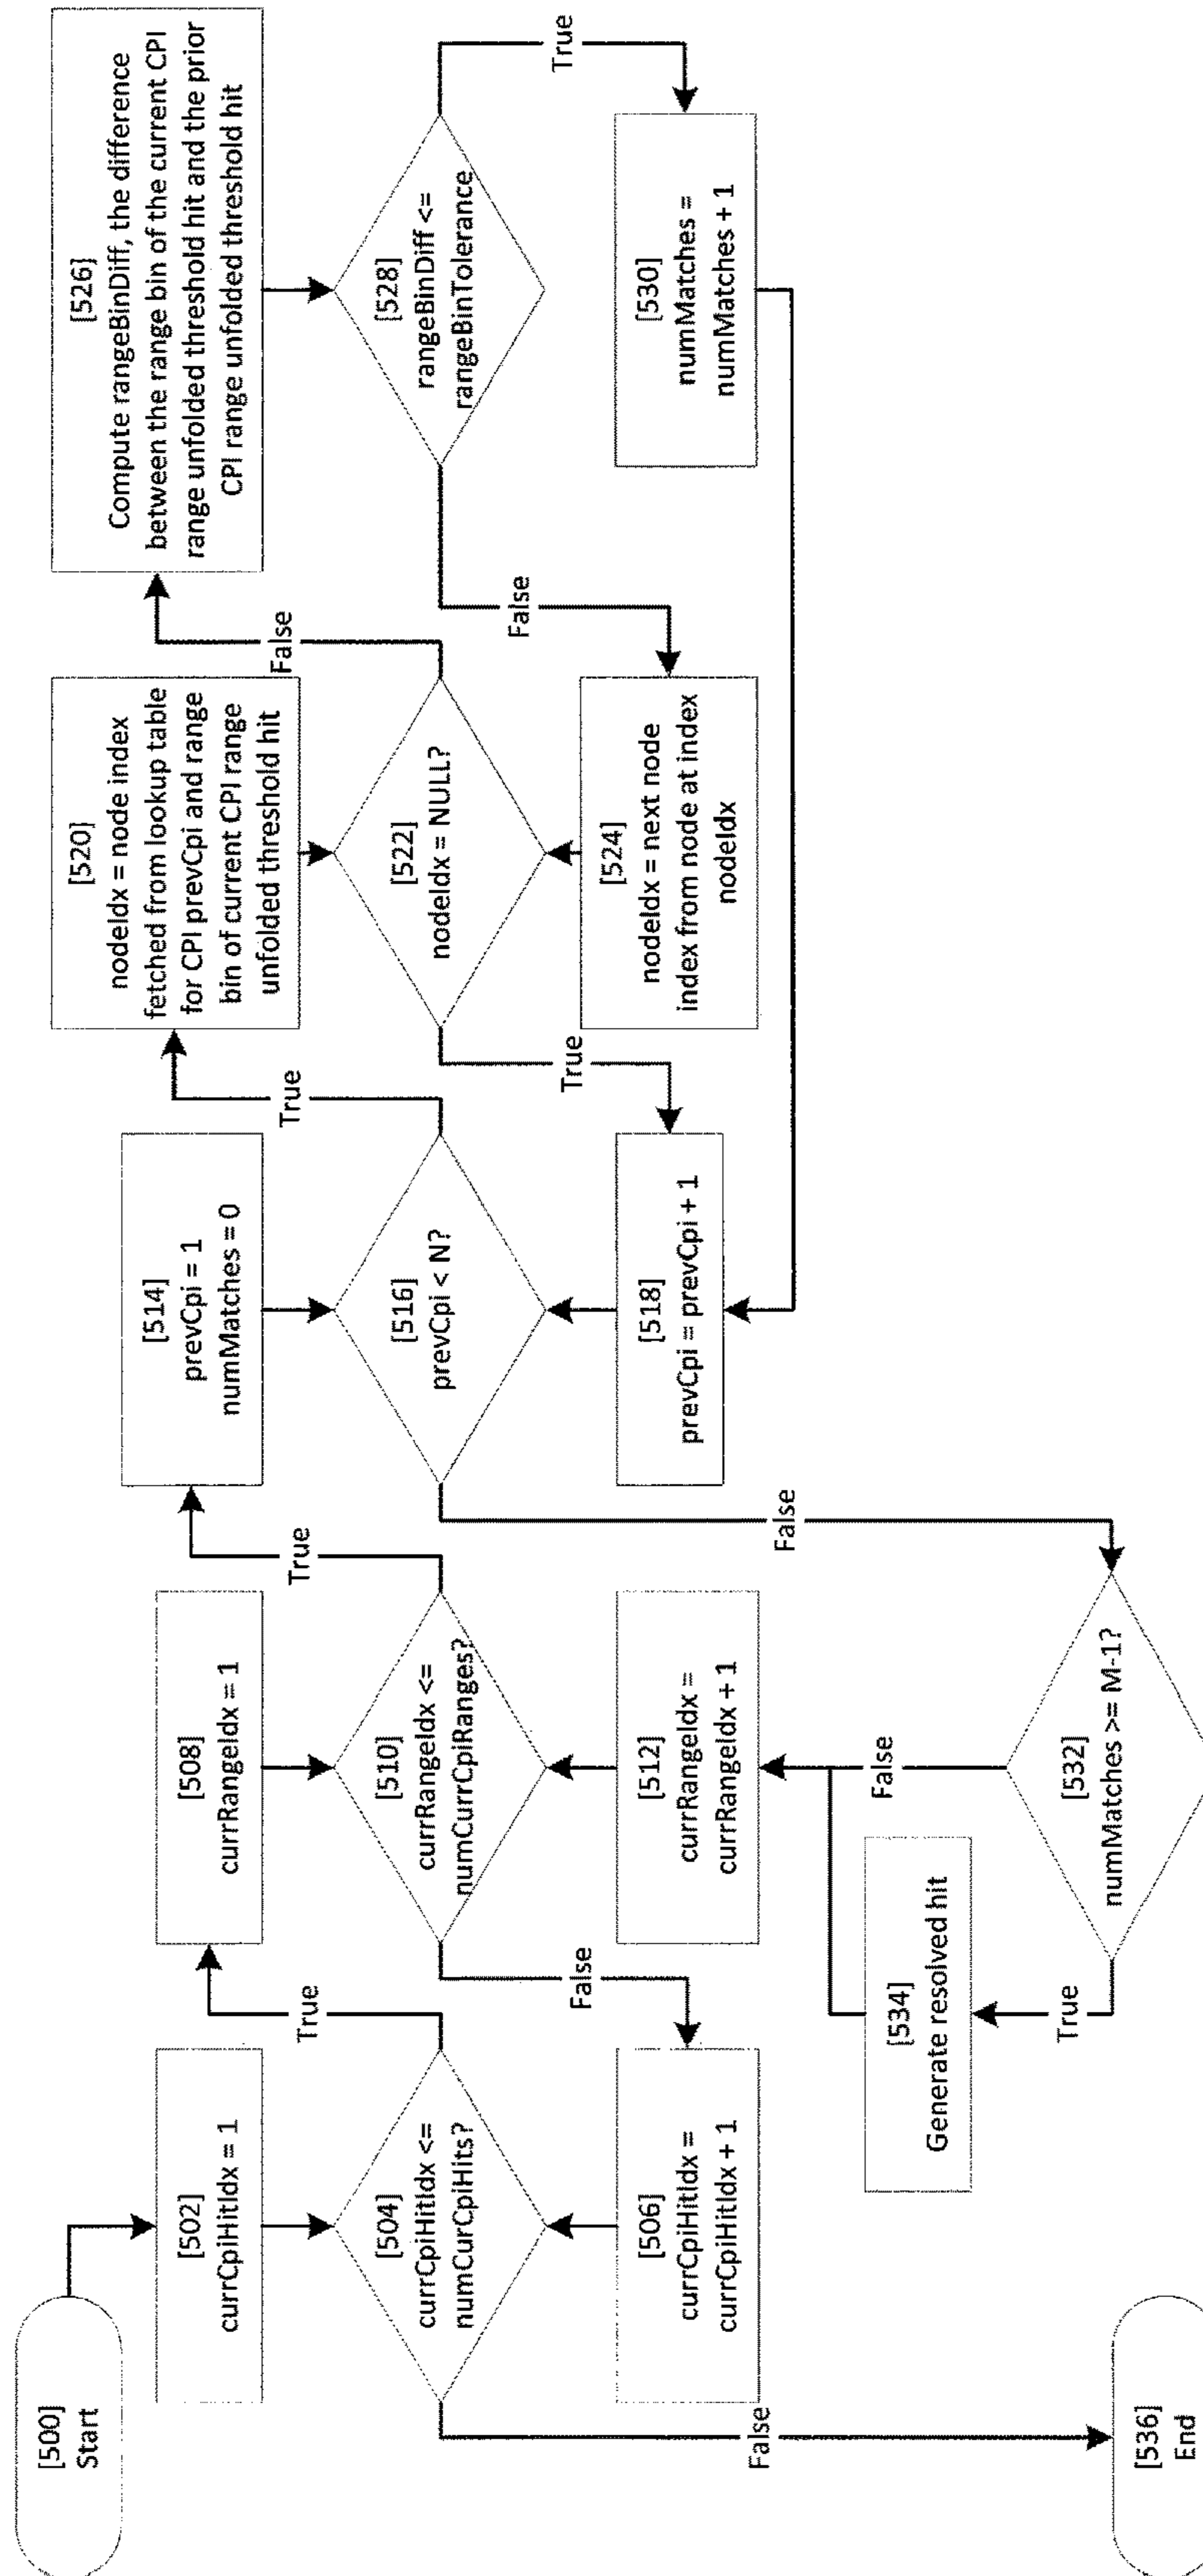 [500]
Start
[502]
currCpiHitIdx = 1
[504]
currCpiHitIdx <=
numCurCpiHits?
True
False
[506]
currCpiHitIdx =
currCpiHitIdx + 1
[508]
currRangeIdx = 1
[510]
currRangeIdx <=
numCurrCpiRanges?
True
False
[512]
currRangeIdx =
currRangeIdx + 1
[514]
prevCpi = 1
numMatches = 0
[516]
prevCpi < N?
True
False
[518]
prevCpi = prevCpi + 1
[520]
nodeIdx = node index
fetched from lookup table
for CPI prevCpi and range
bin of current CPI range
unfolded threshold hit
[522]
nodeIdx = NULL?
False
True
[524]
nodeIdx = next node
index from node at index
nodeIdx
[526]
Compute rangeBinDiff, the difference
between the range bin of the current CPI
range unfolded threshold hit and the prior
CPI range unfolded threshold hit
[528]
rangeBinDiff <=
rangeBinTolerance
True
False
[530]
numMatches =
numMatches + 1
[532]
numMatches >= M-1?
False
True
[534]
Generate resolved hit
[536]
End